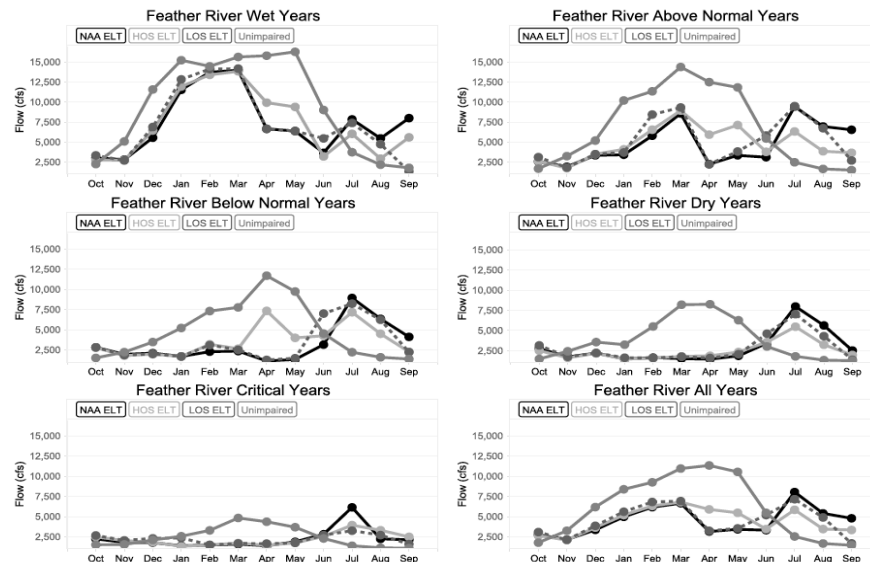 Feather River Wet Years
NAA ELT HOS ELT LOS ELT Unimpaired
Flow (cfs)
15,000
12,500
10,000
7,500
5,000
2,500
Oct Nov Dec Jan Feb Mar Apr May Jun Jul Aug Sep
Feather River Above Normal Years
NAA ELT HOS ELT LOS ELT Unimpaired
Flow (cfs)
15,000
12,500
10,000
7,500
5,000
2,500
Oct Nov Dec Jan Feb Mar Apr May Jun Jul Aug Sep
Feather River Below Normal Years
NAA ELT HOS ELT LOS ELT Unimpaired
Flow (cfs)
15,000
12,500
10,000
7,500
5,000
2,500
Oct Nov Dec Jan Feb Mar Apr May Jun Jul Aug Sep
Feather River Dry Years
NAA ELT HOS ELT LOS ELT Unimpaired
Flow (cfs)
15,000
12,500
10,000
7,500
5,000
2,500
Oct Nov Dec Jan Feb Mar Apr May Jun Jul Aug Sep
Feather River Critical Years
NAA ELT HOS ELT LOS ELT Unimpaired
Flow (cfs)
15,000
12,500
10,000
7,500
5,000
2,500
Oct Nov Dec Jan Feb Mar Apr May Jun Jul Aug Sep
Feather River All Years
NAA ELT HOS ELT LOS ELT Unimpaired
Flow (cfs)
15,000
12,500
10,000
7,500
5,000
2,500
Oct Nov Dec Jan Feb Mar Apr May Jun Jul Aug Sep